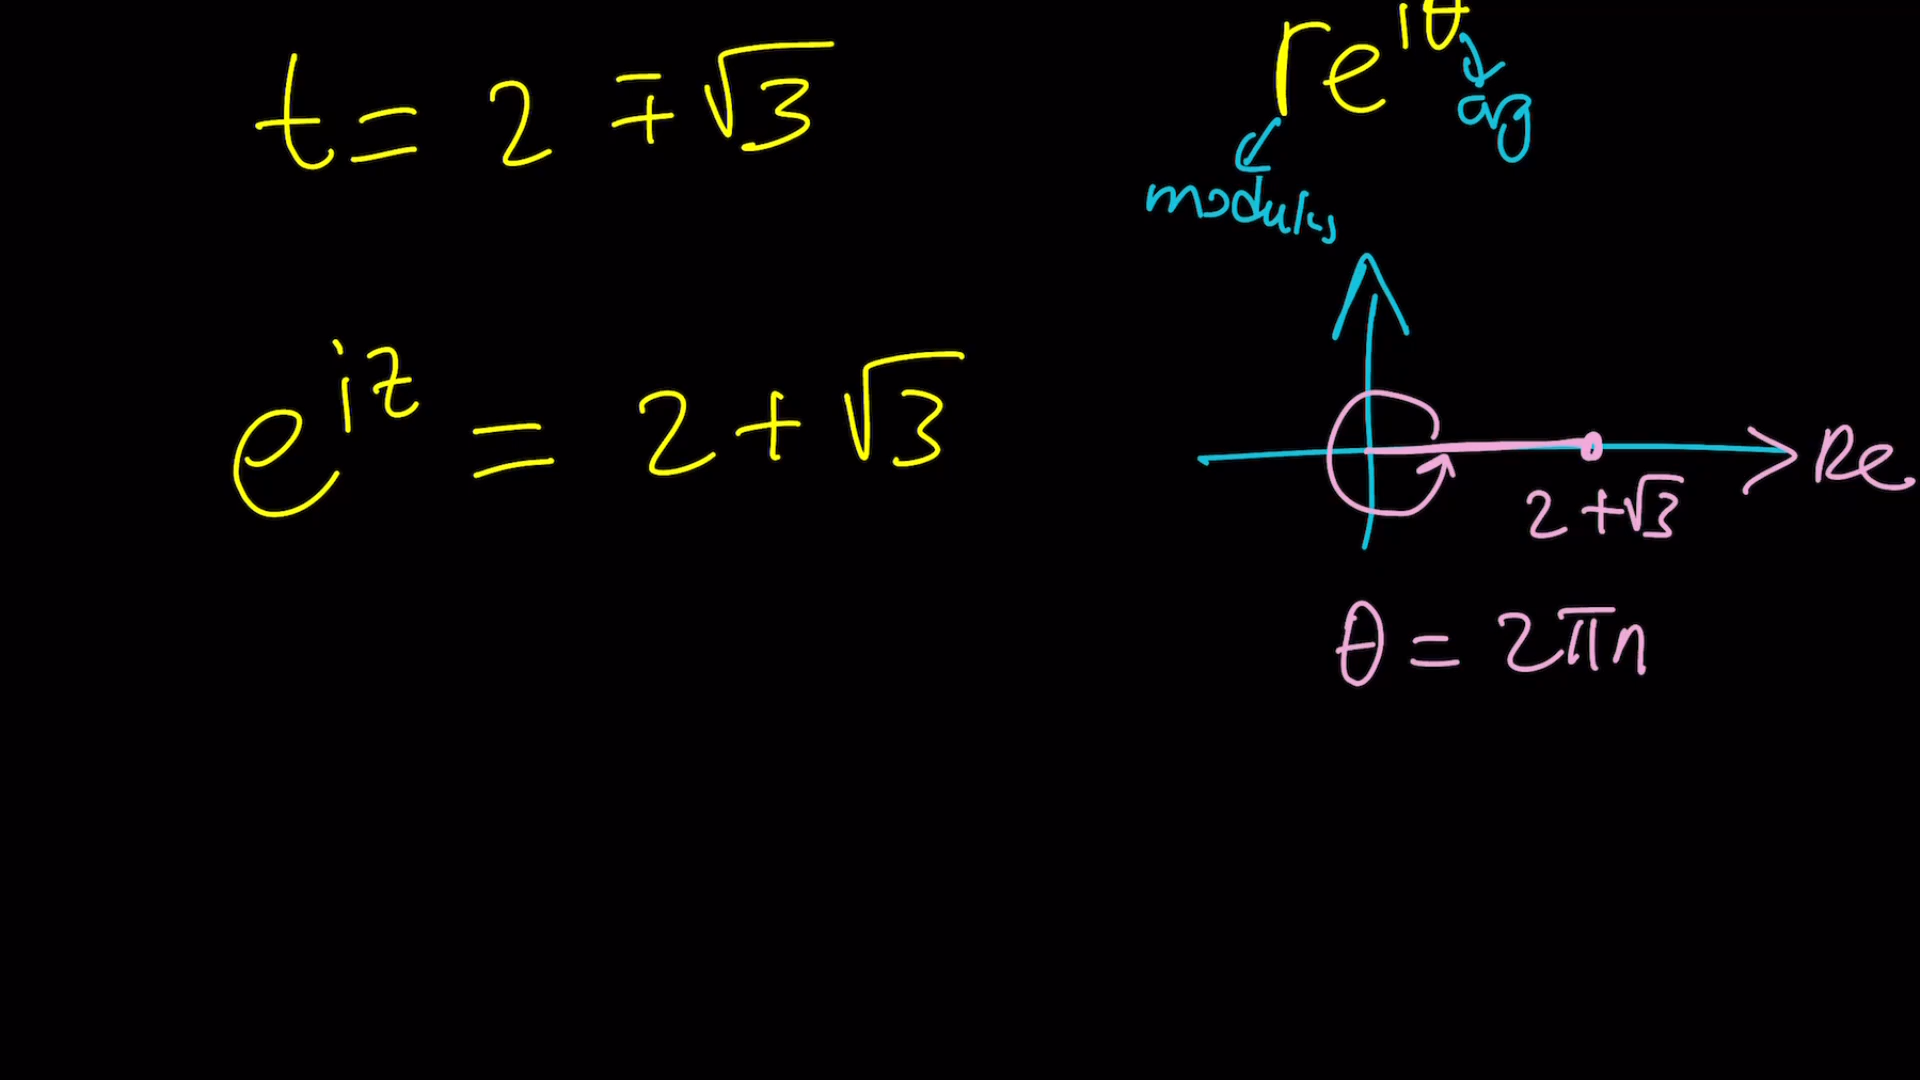 t = 2 ∓ √3
re^{iθ}
arg
modulus
e^{iz} = 2 + √3
Re
2 + √3
θ = 2πn